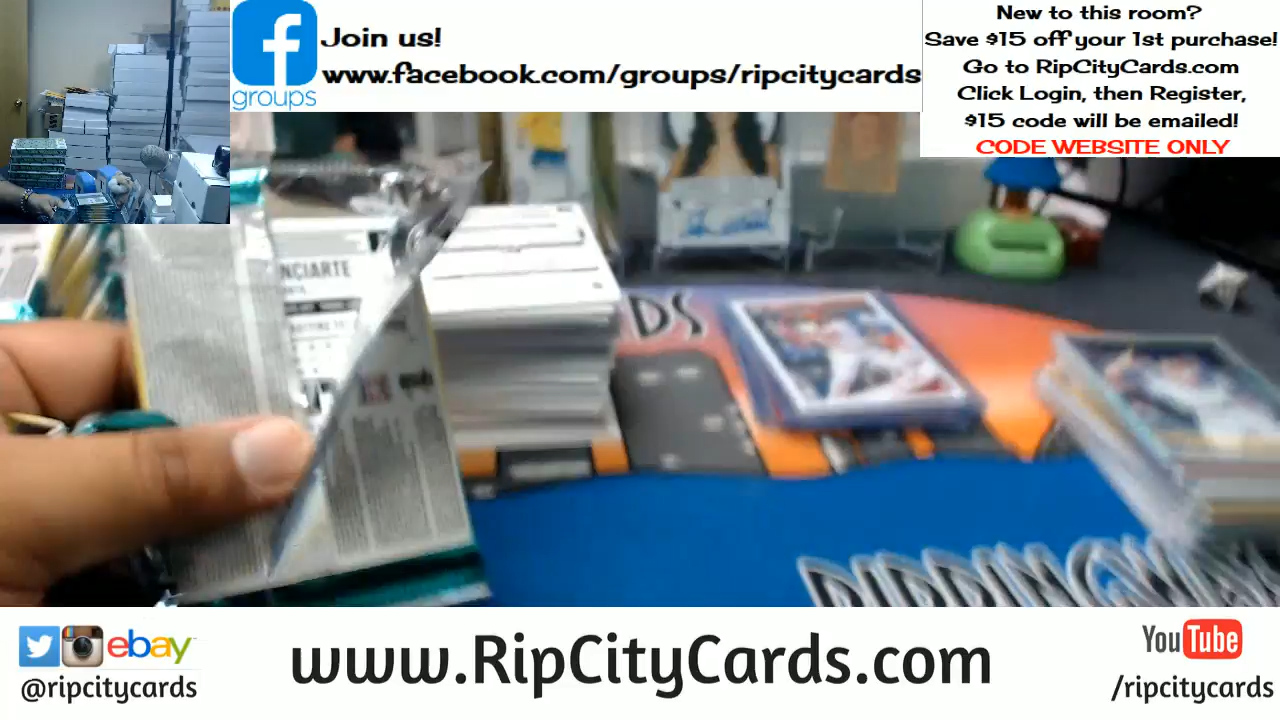 groups
Join us!
www.facebook.com/groups/ripcitycards
New to this room?
Save $15 off your 1st purchase!
Go to RipCityCards.com
Click Login, then Register,
$15 code will be emailed!
CODE WEBSITE ONLY
NCIARTE
RDS
ebay
@ripcitycards
www.RipCityCards.com
YouTube
/ripcitycards